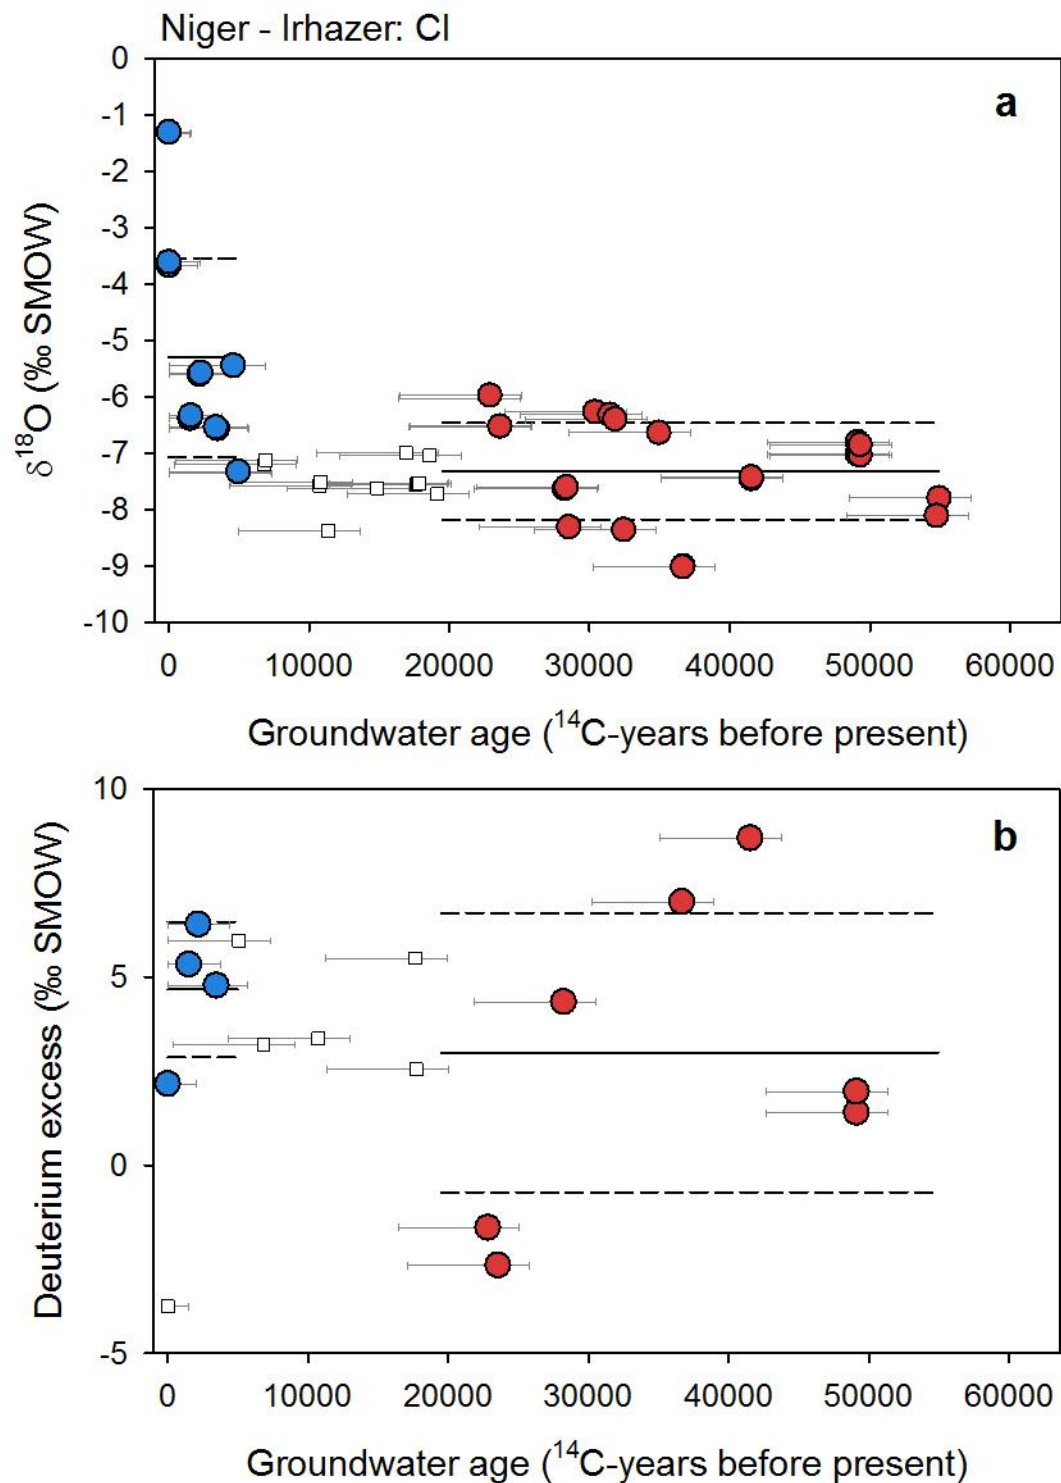 Niger - Irhazer: CI
a
0
-1
-2
-3
-4
-5
-6
-7
-8
-9
-10
δ18O (‰ SMOW)
0 10000 20000 30000 40000 50000 60000
Groundwater age (14C-years before present)
b
10
5
0
-5
Deuterium excess (‰ SMOW)
0 10000 20000 30000 40000 50000 60000
Groundwater age (14C-years before present)